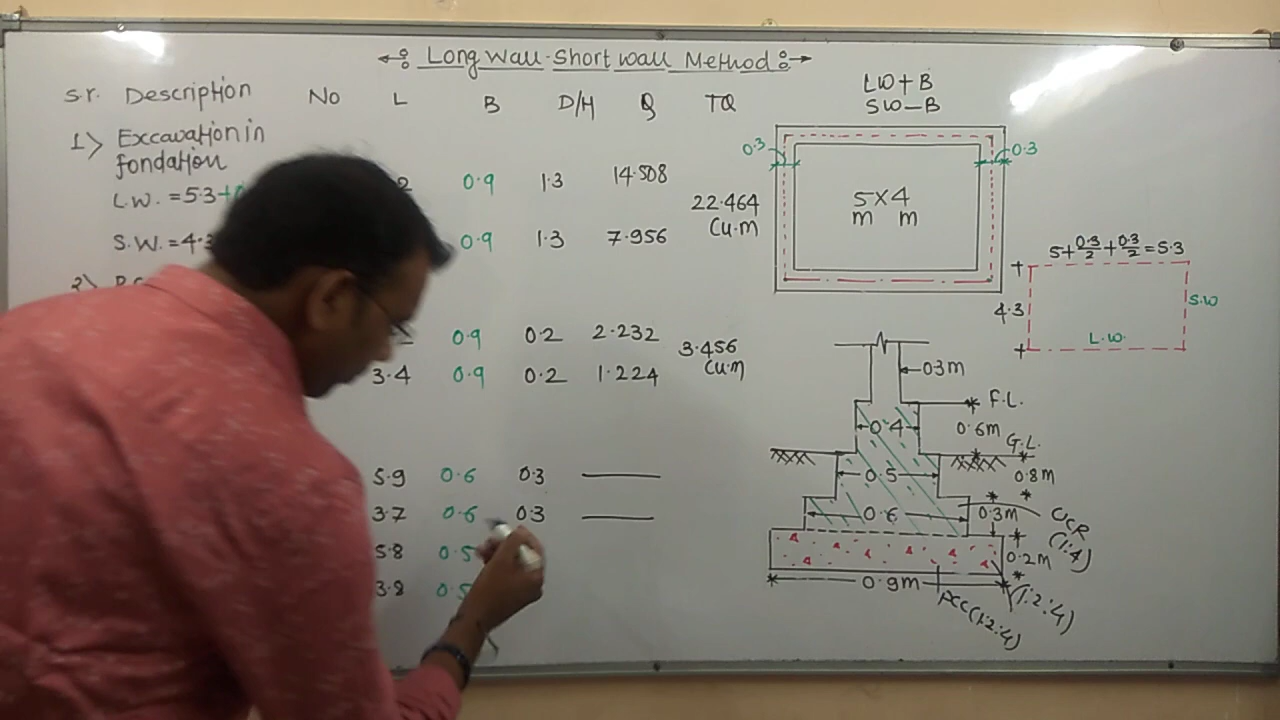 Long Wall-Short wall Method
S.r. Description No L B D/H Q TQ
1) Excavation in
fondation
L.W. = 5.3+ 0.9 1.3 14.508
S.W. = 4.3 0.9 1.3 7.956
22.464
Cu.m
2)
0.9 0.2 2.232
3.4 0.9 0.2 1.224
3.456
Cu.m
5.9 0.6 0.3
3.7 0.6 0.3
5.8 0.5
3.8 0.5
LW+B
SW-B
0.3
0.3
5X4
m m
5+0.3/2+0.3/2=5.3
4.3
S.W
L.W.
0.3m
F.L.
0.4
0.6m
G.L.
0.5
0.8m
0.6
0.3m
UCR
(1:4)
0.2m
0.9m
PCC(1:2:4)
(1:2:4)